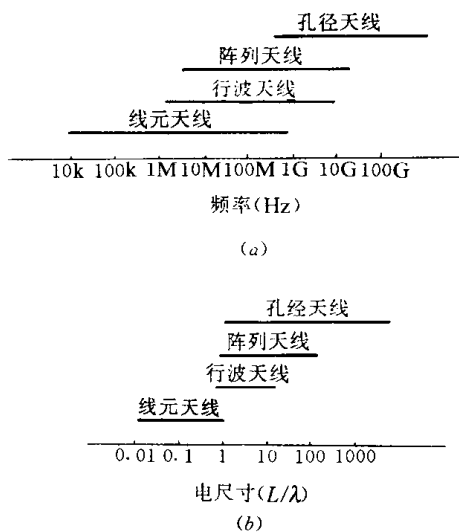 孔径天线
阵列天线
行波天线
线元天线
10k 100k 1M 10M 100M 1G 10G 100G
频率(Hz)
(a)
孔经天线
阵列天线
行波天线
线元天线
0.01 0.1 1 10 100 1000
电尺寸(L/λ)
(b)